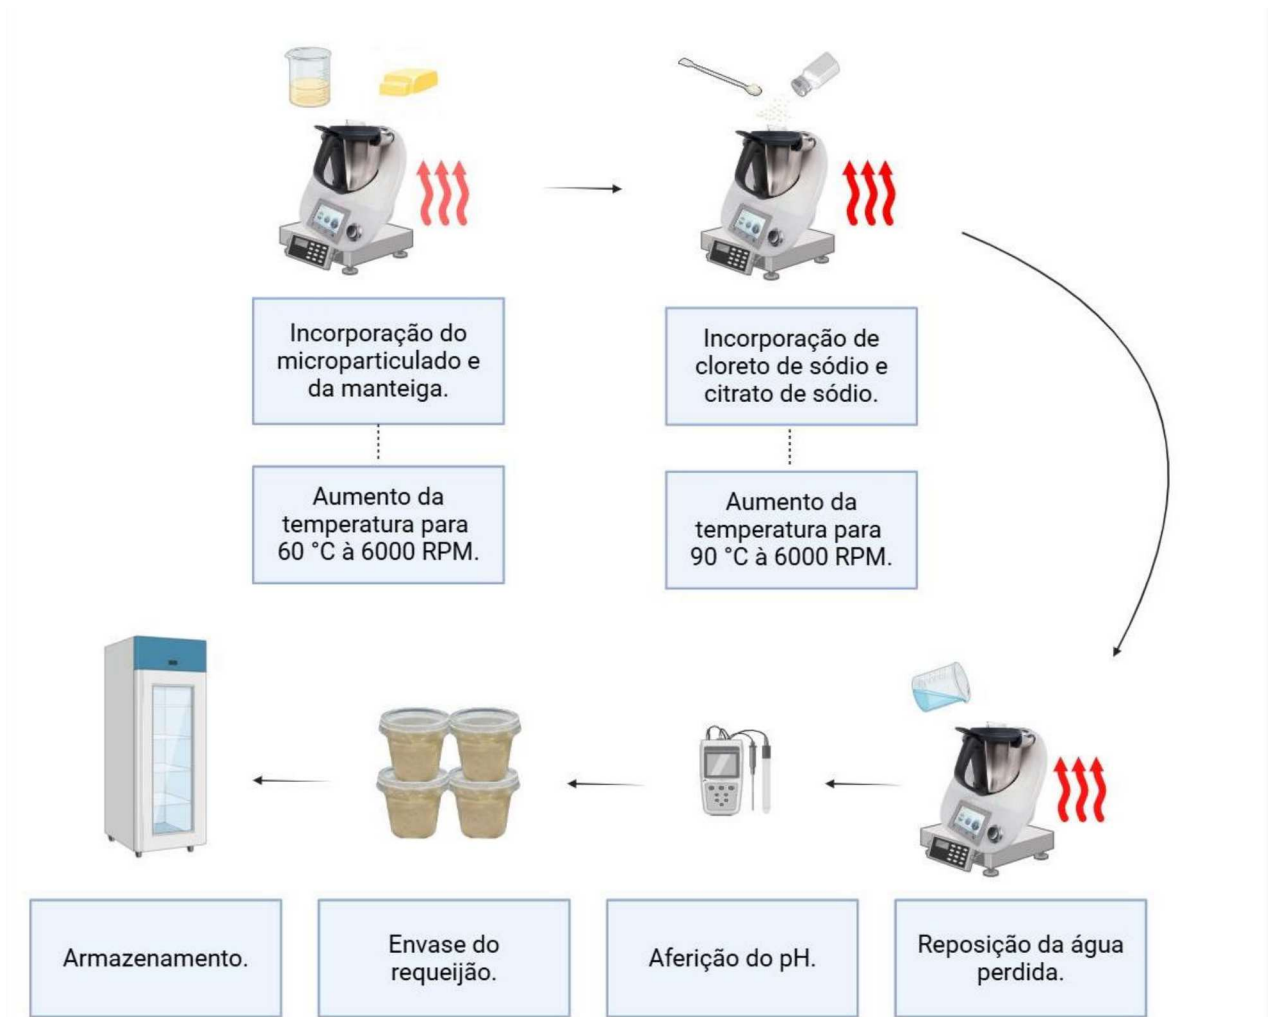 Incorporação do
microparticulado e
da manteiga.
Incorporação de
cloreto de sódio e
citrato de sódio.
Aumento da
temperatura para
60 °C à 6000 RPM.
Aumento da
temperatura para
90 °C à 6000 RPM.
Armazenamento.
Envase do
requeijão.
Aferição do pH.
Reposição da água
perdida.